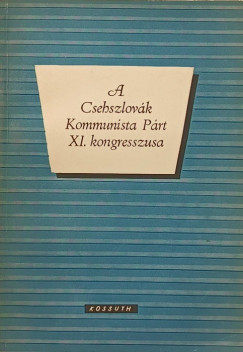 A
Csehszlovák
Kommunista Párt
XI. kongresszusa
KOSSUTH